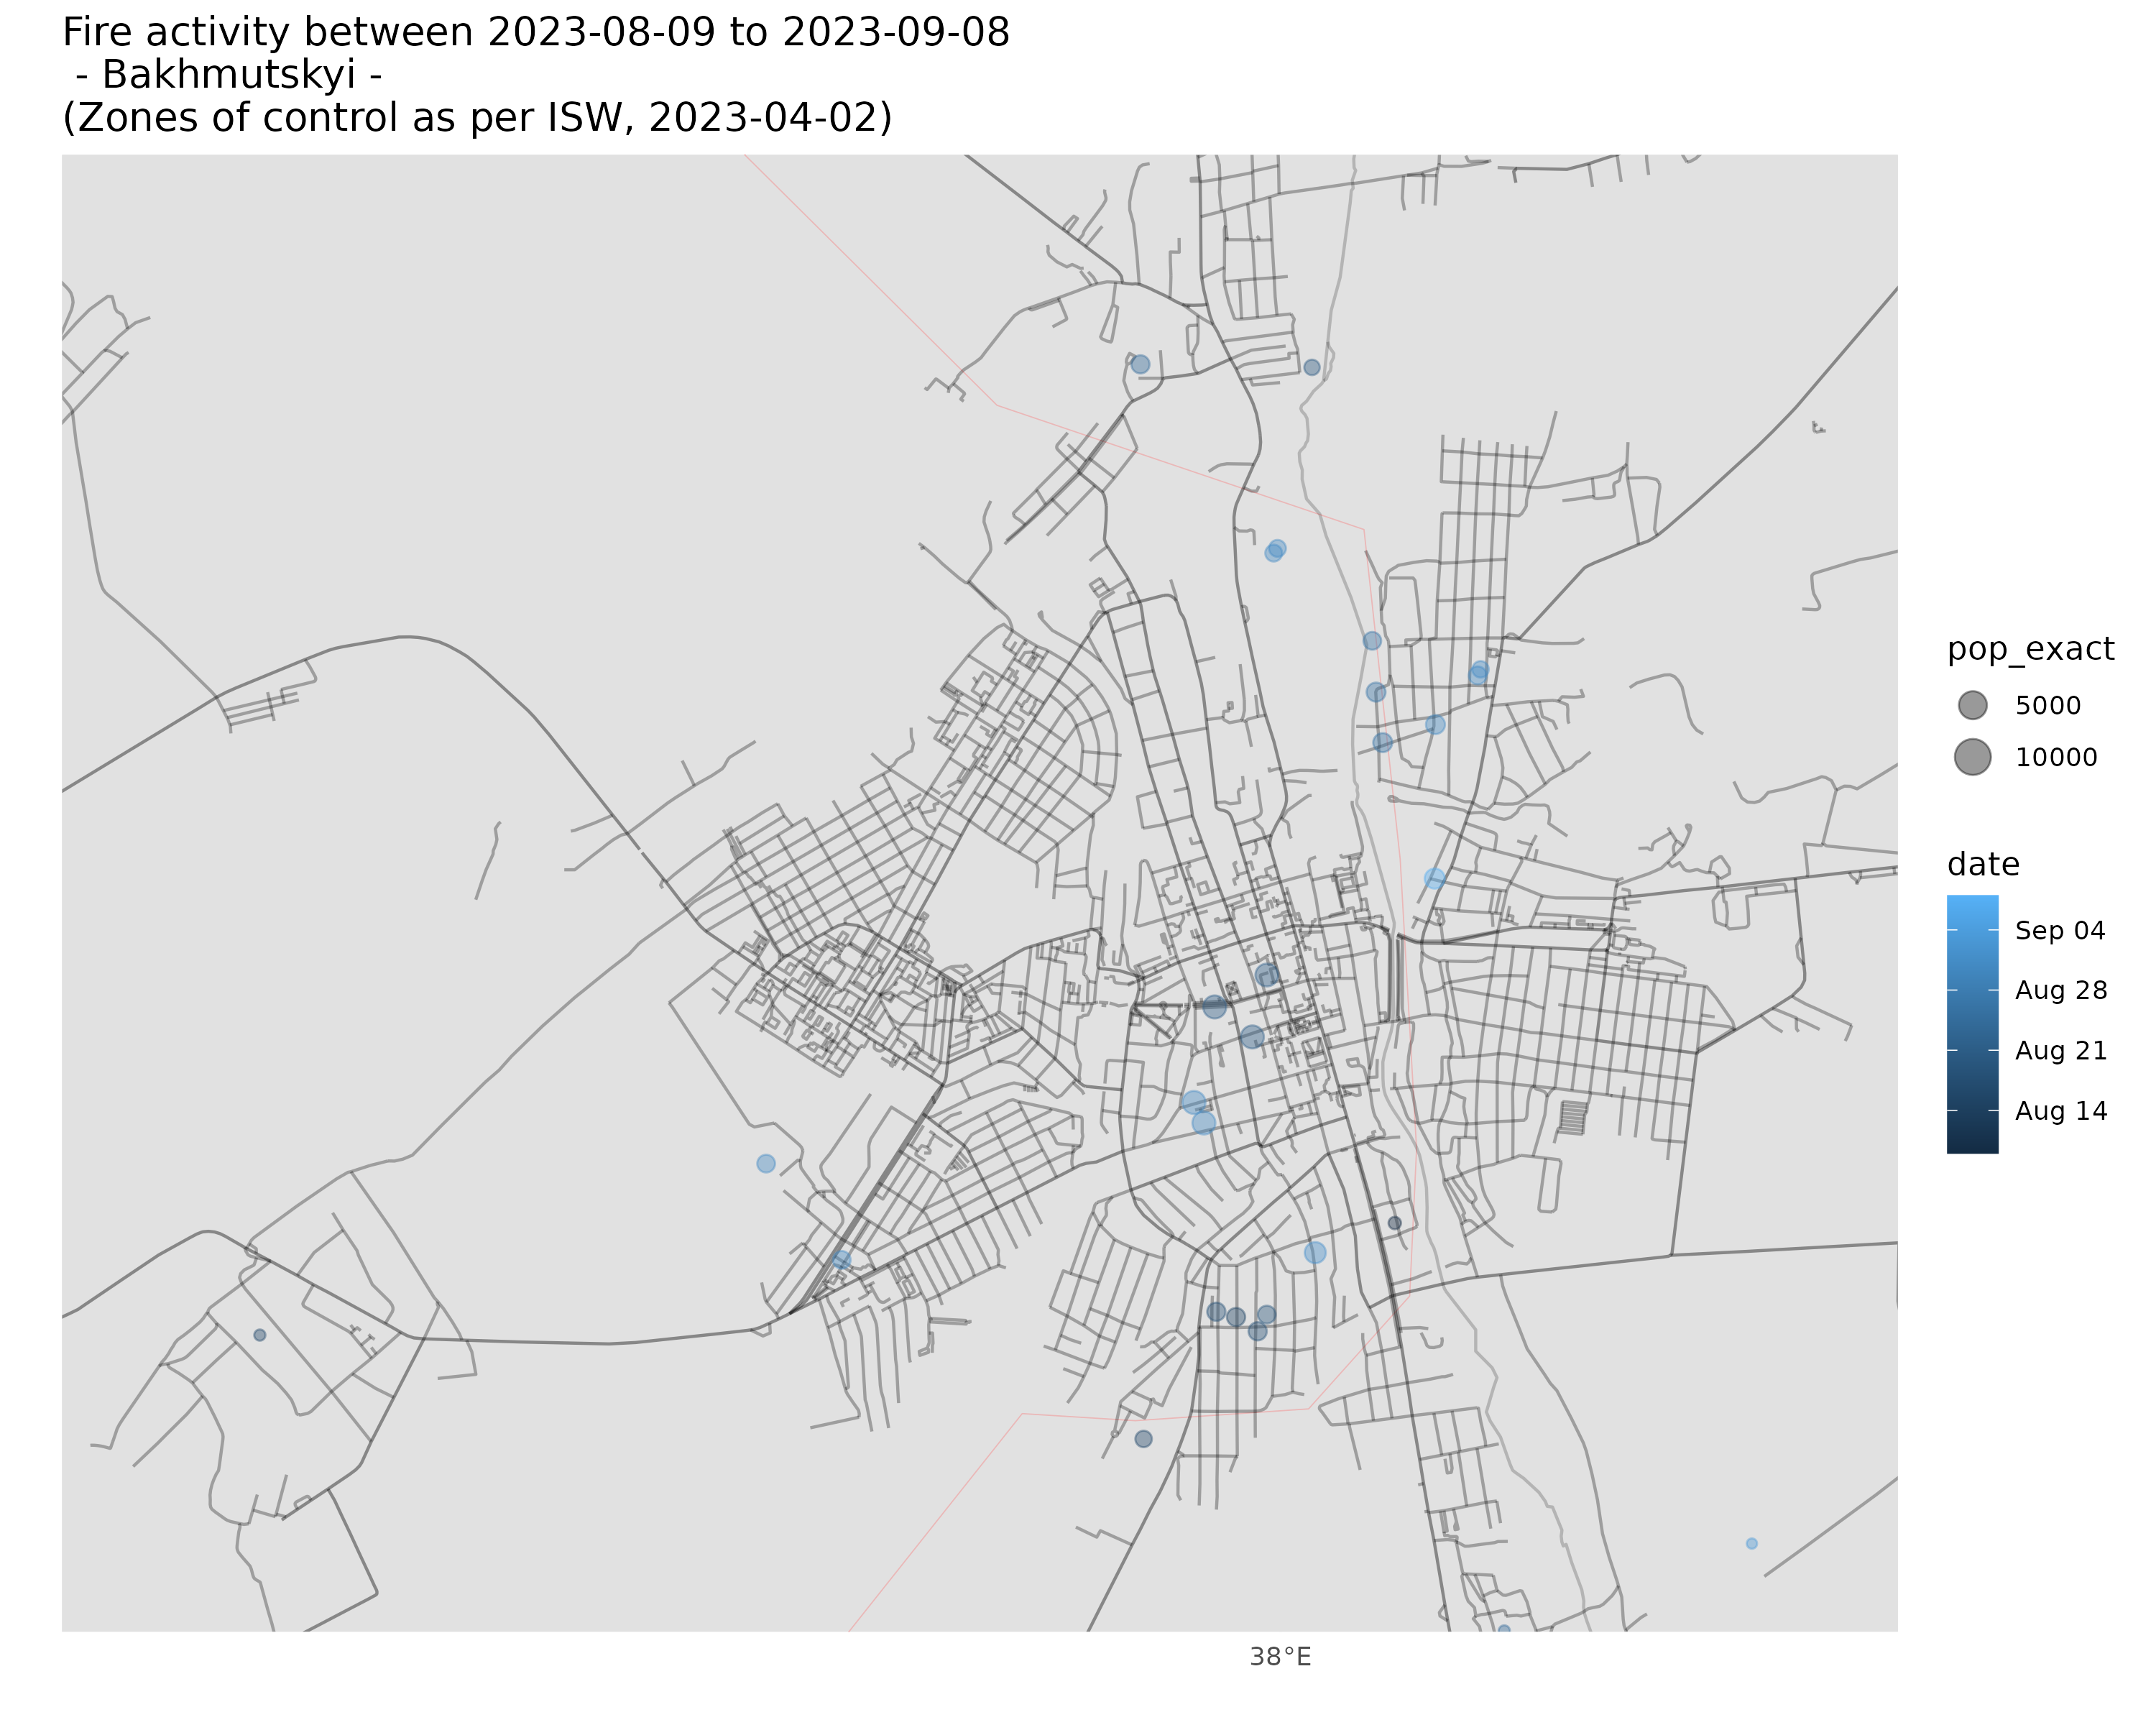 Fire activity between 2023-08-09 to 2023-09-08
- Bakhmutskyi -
(Zones of control as per ISW, 2023-04-02)
pop_exact
5000
10000
date
Sep 04
Aug 28
Aug 21
Aug 14
38°E